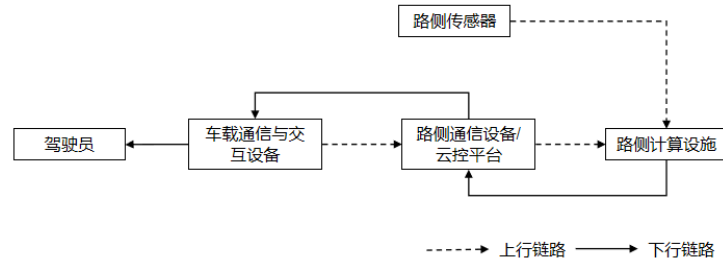 路侧传感器
驾驶员
车载通信与交
互设备
路侧通信设备/
云控平台
路侧计算设施
上行链路
下行链路